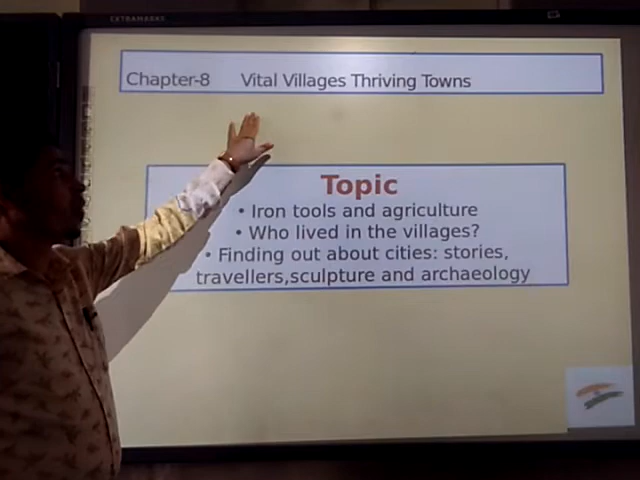 EXTRAMARKS
Chapter-8 Vital Villages Thriving Towns
Topic
• Iron tools and agriculture
• Who lived in the villages?
• Finding out about cities: stories,
travellers,sculpture and archaeology